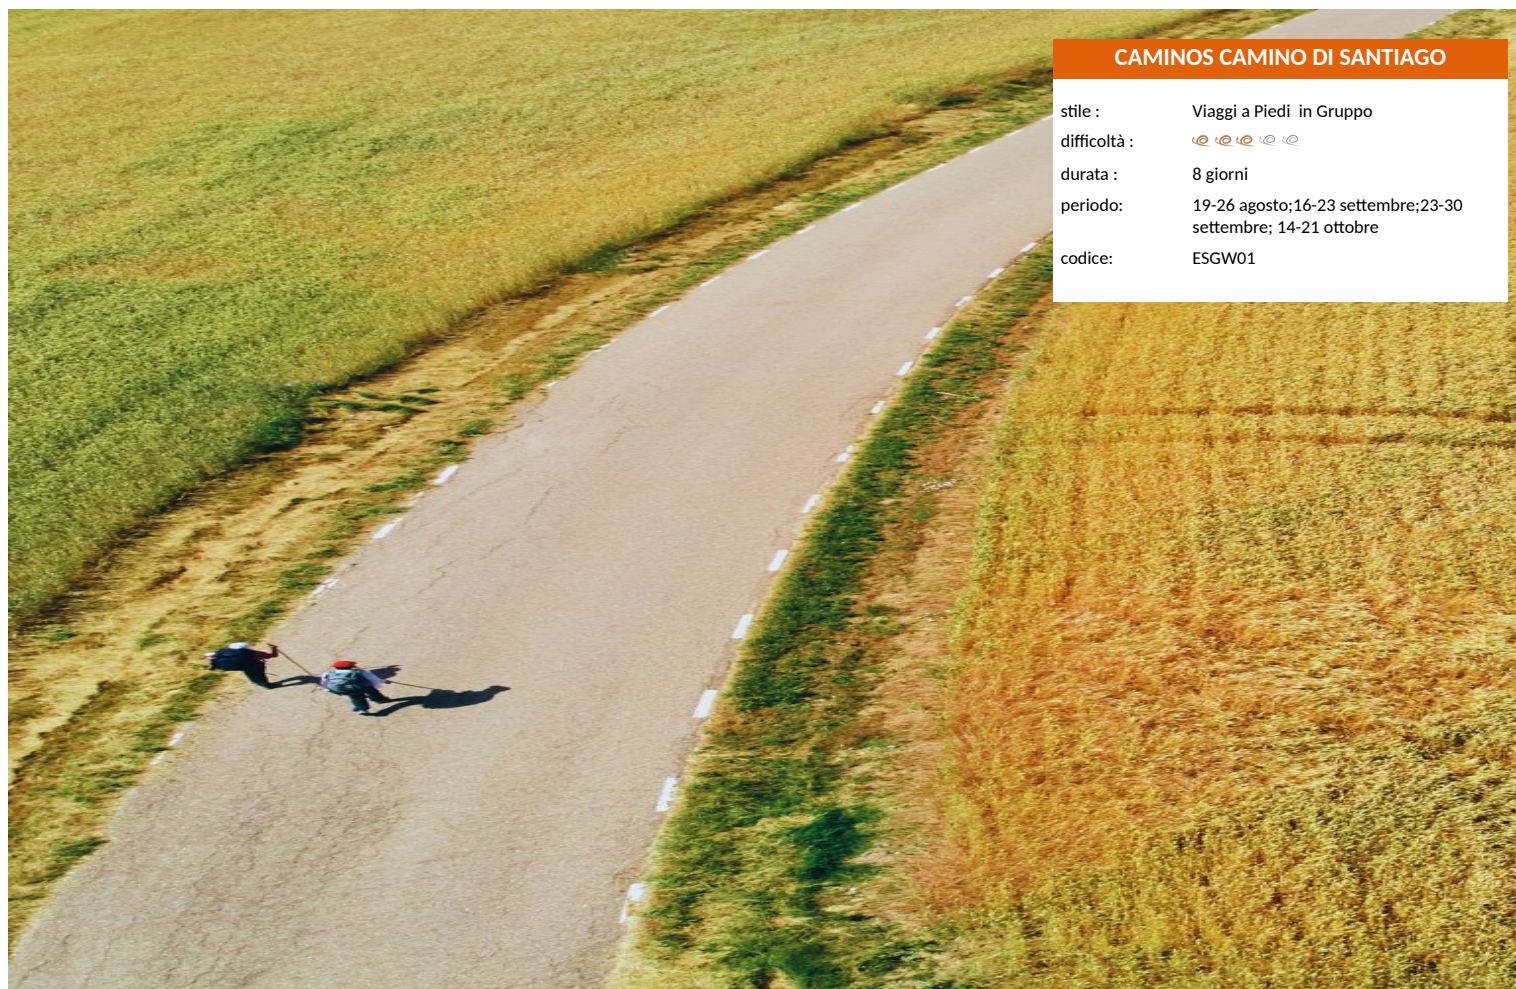 CAMINOS CAMINO DI SANTIAGO
stile : Viaggi a Piedi  in Gruppo
difficoltà :
durata : 8 giorni
periodo: 19-26 agosto;16-23 settembre;23-30
settembre; 14-21 ottobre
codice: ESGW01